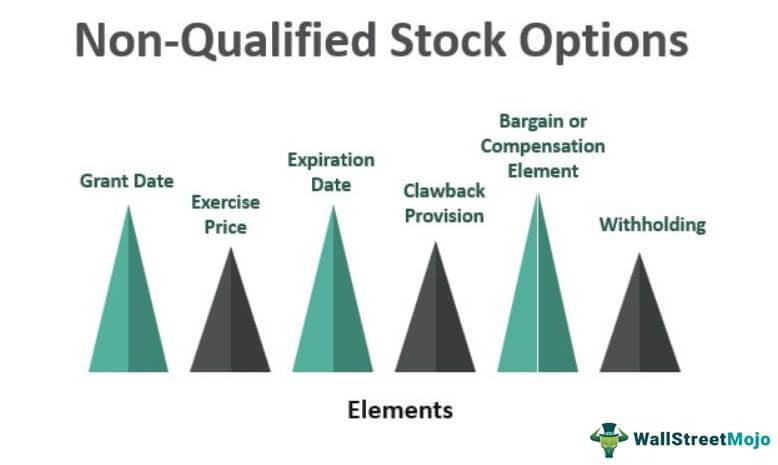 Non-Qualified Stock Options
Grant Date
Exercise
Price
Expiration
Date
Clawback
Provision
Bargain or
Compensation
Element
Withholding
Elements
WallStreetMojo